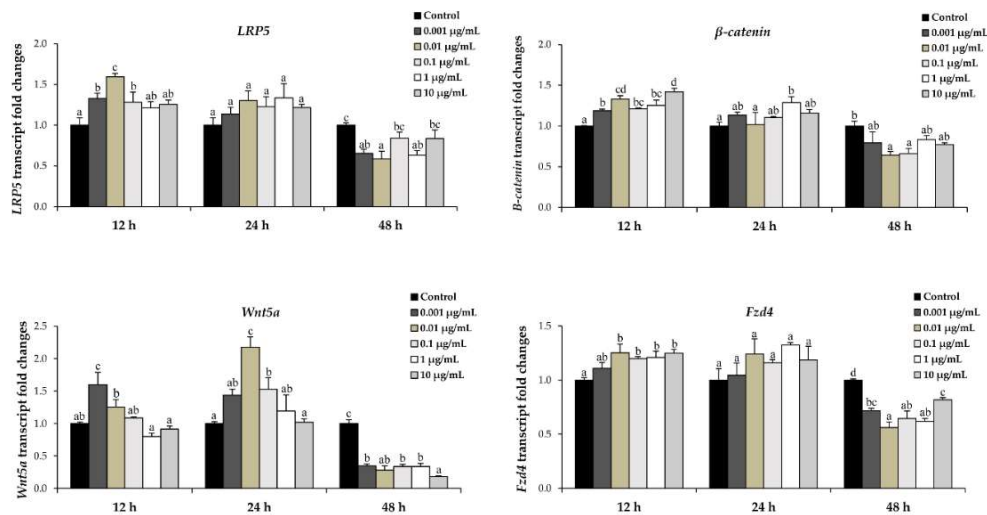 LRP5
Control
0.001 µg/mL
0.01 µg/mL
0.1 µg/mL
1 µg/mL
10 µg/mL
LRP5 transcript fold changes
2.0
1.5
1.0
0.5
0.0
a b c b ab ab
a a a a a a
c ab a bc ab bc
12 h 24 h 48 h
β-catenin
Control
0.001 µg/mL
0.01 µg/mL
0.1 µg/mL
1 µg/mL
10 µg/mL
B-catenin transcript fold changes
2.0
1.5
1.0
0.5
0.0
a b cd bc bc d
a ab a ab b ab
b ab a a ab ab
12 h 24 h 48 h
Wnt5a
Control
0.001 µg/mL
0.01 µg/mL
0.1 µg/mL
1 µg/mL
10 µg/mL
Wnt5a transcript fold changes
2.5
2.0
1.5
1.0
0.5
0.0
ab c b ab a a
a ab c b ab a
c b ab b b a
12 h 24 h 48 h
Fzd4
Control
0.001 µg/mL
0.01 µg/mL
0.1 µg/mL
1 µg/mL
10 µg/mL
Fzd4 transcript fold changes
1.5
1.0
0.5
0.0
a ab b b b b
a a a a a a
d bc a ab ab c
12 h 24 h 48 h